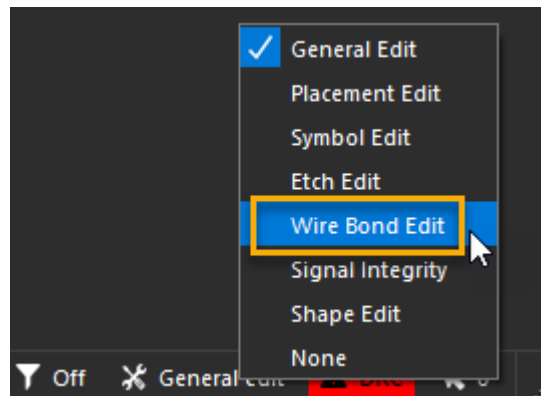 General Edit
Placement Edit
Symbol Edit
Etch Edit
Wire Bond Edit
Signal Integrity
Shape Edit
None
Off General